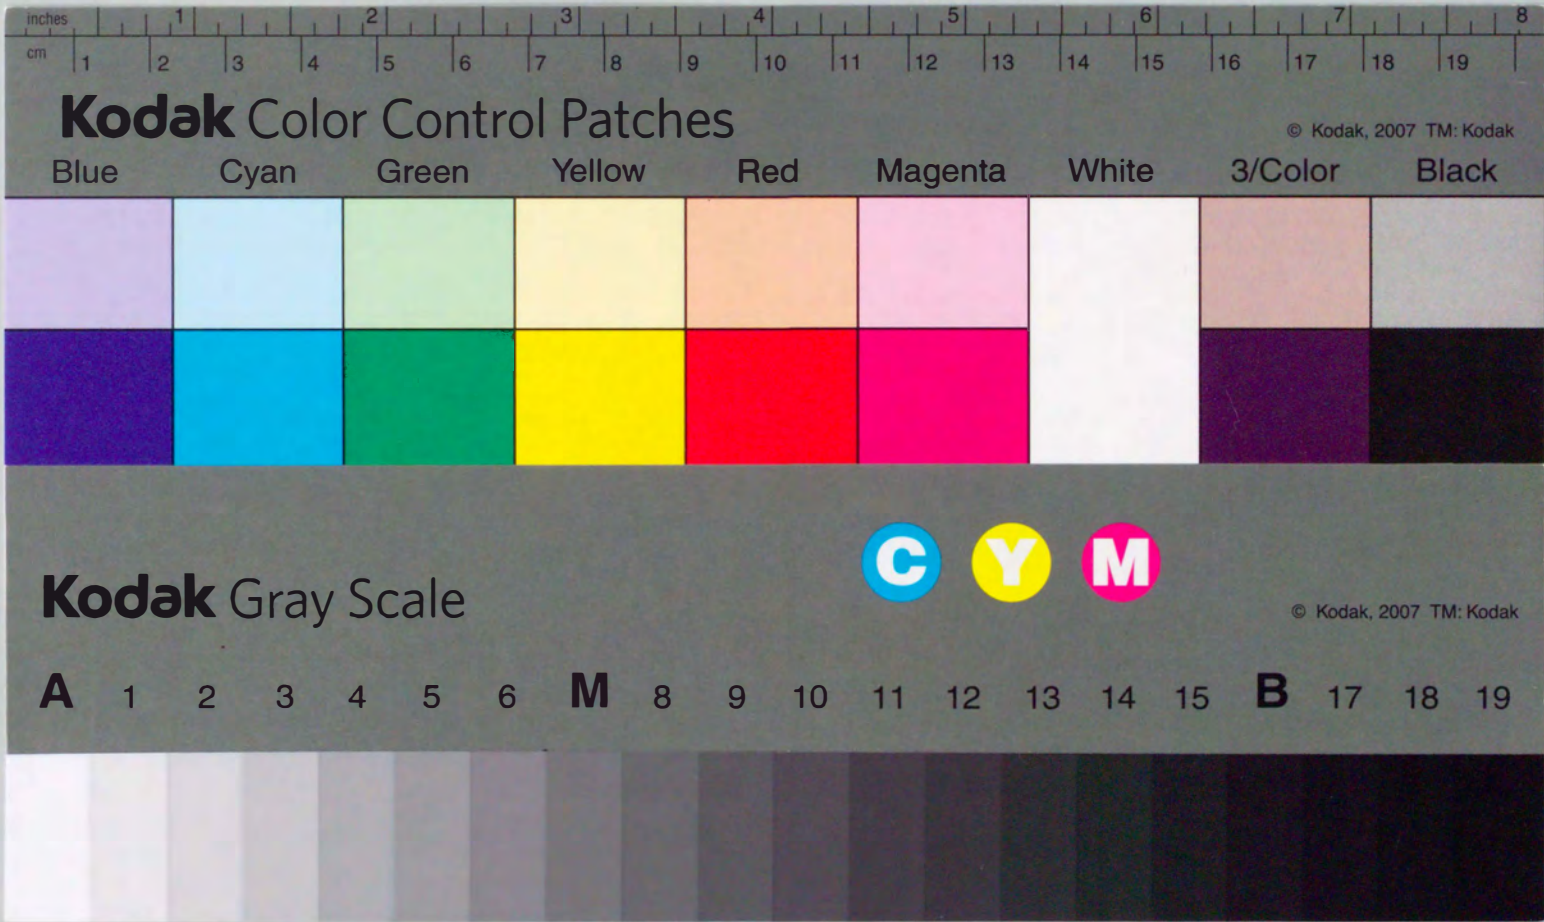 inches 1 2 3 4 5 6 7 8
cm 1 2 3 4 5 6 7 8 9 10 11 12 13 14 15 16 17 18 19
Kodak Color Control Patches
© Kodak, 2007 TM: Kodak
Blue Cyan Green Yellow Red Magenta White 3/Color Black
C Y M
Kodak Gray Scale
© Kodak, 2007 TM: Kodak
A 1 2 3 4 5 6 M 8 9 10 11 12 13 14 15 B 17 18 19